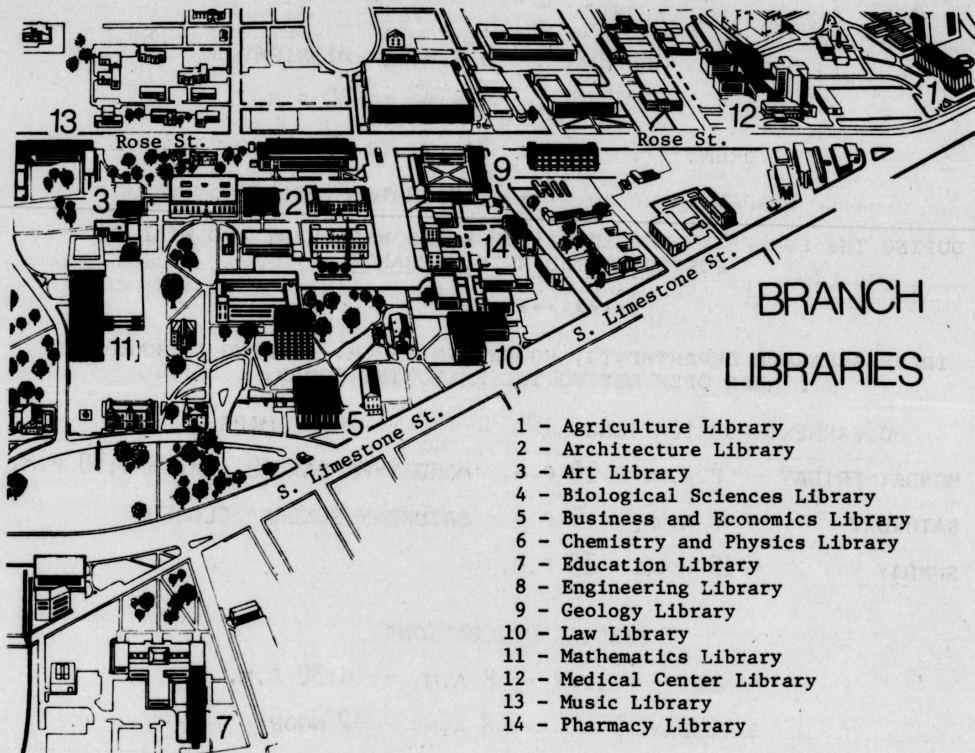 1
12
13
Rose St.
Rose St.
9
3
2
14
S. Limestone St.
11
5
S. Limestone St.
7
BRANCH
LIBRARIES
1 - Agriculture Library
2 - Architecture Library
3 - Art Library
4 - Biological Sciences Library
5 - Business and Economics Library
6 - Chemistry and Physics Library
7 - Education Library
8 - Engineering Library
9 - Geology Library
10 - Law Library
11 - Mathematics Library
12 - Medical Center Library
13 - Music Library
14 - Pharmacy Library